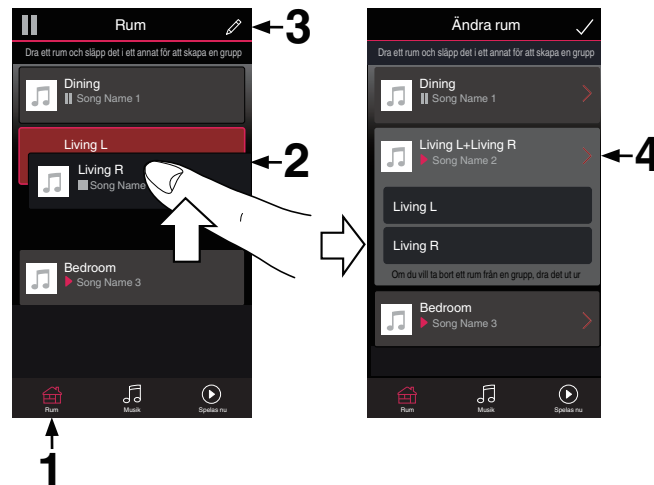 Rum
3
Dra ett rum och släpp det i ett annat för att skapa en grupp
Dining
Song Name 1
Living L
2
Living R
Song Name
Bedroom
Song Name 3
Rum
Musik
Spelas nu
1
Ändra rum
Dra ett rum och släpp det i ett annat för att skapa en grupp
Dining
Song Name 1
Living L+Living R
Song Name 2
4
Living L
Living R
Om du vill ta bort ett rum från en grupp, dra det ut ur
Bedroom
Song Name 3
Rum
Musik
Spelas nu